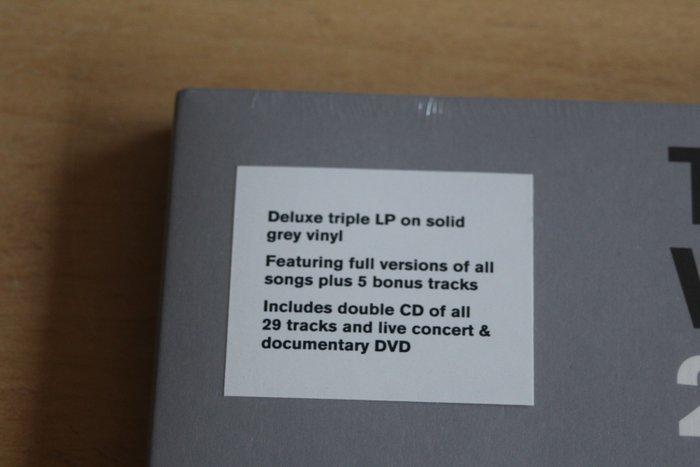 Deluxe triple LP on solid
grey vinyl
Featuring full versions of all
songs plus 5 bonus tracks
Includes double CD of all
29 tracks and live concert &
documentary DVD
T
V
2